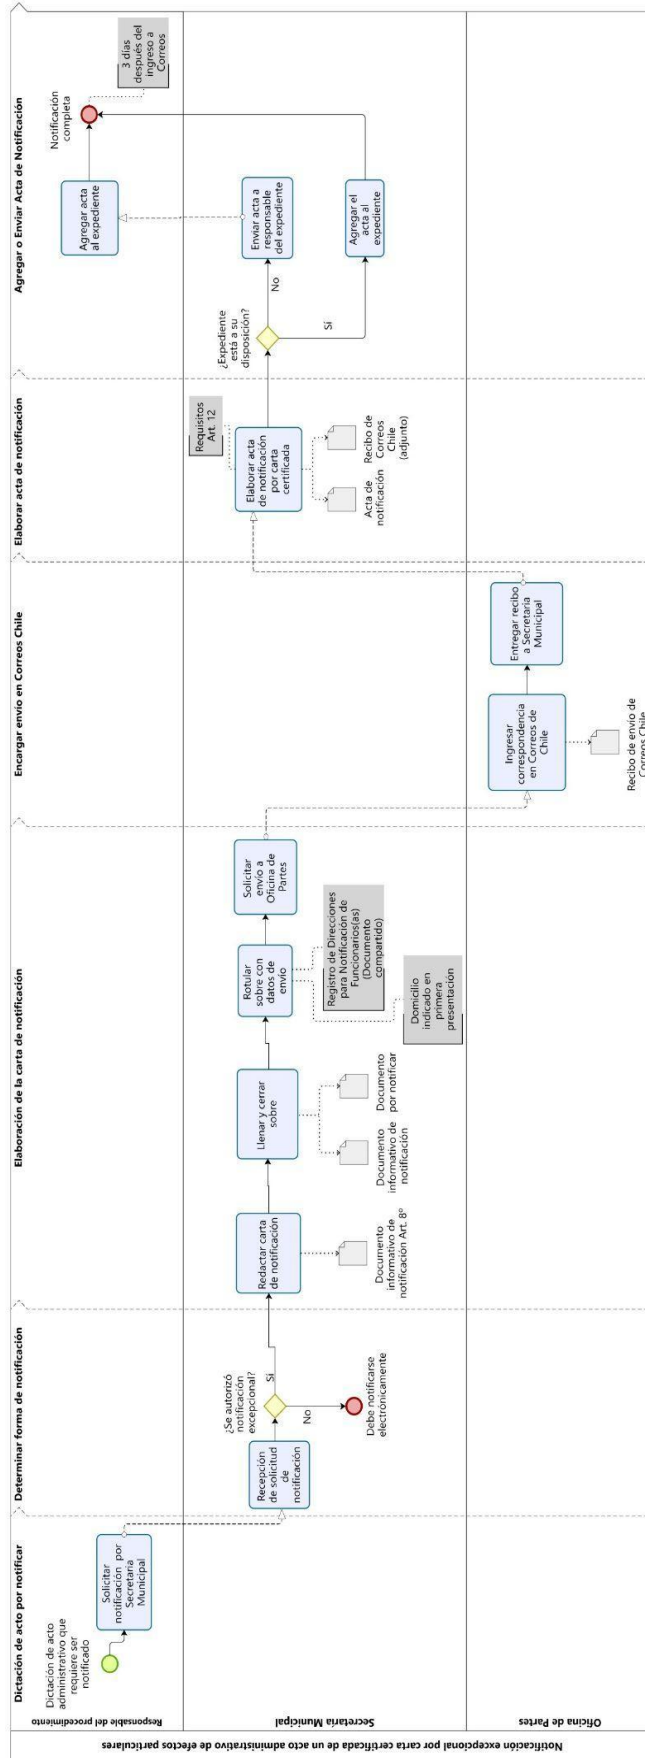 Notificación excepcional por carta certificada de un acto administrativo de efectos particulares
Responsable del procedimiento
Secretaría Municipal
Oficina de Partes
Dictación de acto por notificar
Determinar forma de notificación
Elaboración de la carta de notificación
Encargar envío en Correos Chile
Elaborar acta de notificación
Agregar o Enviar Acta de Notificación
Dictación de acto
administrativo que
requiere ser
notificado
Solicitar
notificación por
Secretaria
Municipal
Recepción
de solicitud
de
notificación
¿Se autorizó
notificación
excepcional?
Sí
No
Debe notificarse
electrónicamente
Redactar carta
de notificación
Documento
informativo de
notificación Art. 8º
Llenar y cerrar
sobre
Documento
informativo de
notificación
Documento
por notificar
Rotular
sobre con
datos de
envío
Registro de Direcciones
para Notificación de
Funcionarios(as)
(Documento
compartido)
Domicilio
indicado en
primera
presentación
Solicitar
envío a
Oficina de
Partes
Ingresar
correspondencia
en Correos de
Chile
Recibo de envío de
Correos Chile
Entregar recibo
a Secretaria
Municipal
Elaborar acta
de notificación
por carta
certificada
Requisitos
Art. 12
Acta de
notificación
Recibo de
Correos
Chile
(adjunto)
¿Expediente
está a su
disposición?
No
Sí
Enviar acta a
responsable
del expediente
Agregar el
acta al
expediente
Agregar acta
al expediente
Notificación
completa
3 días
después del
ingreso a
Correos